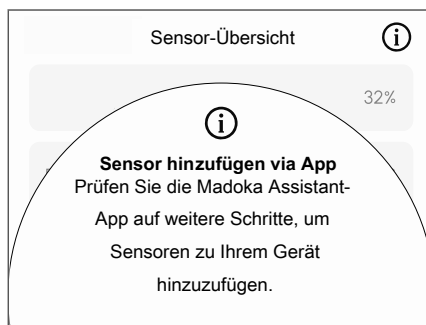 Sensor-Übersicht
32%
Sensor hinzufügen via App
Prüfen Sie die Madoka Assistant-
App auf weitere Schritte, um
Sensoren zu Ihrem Gerät
hinzuzufügen.